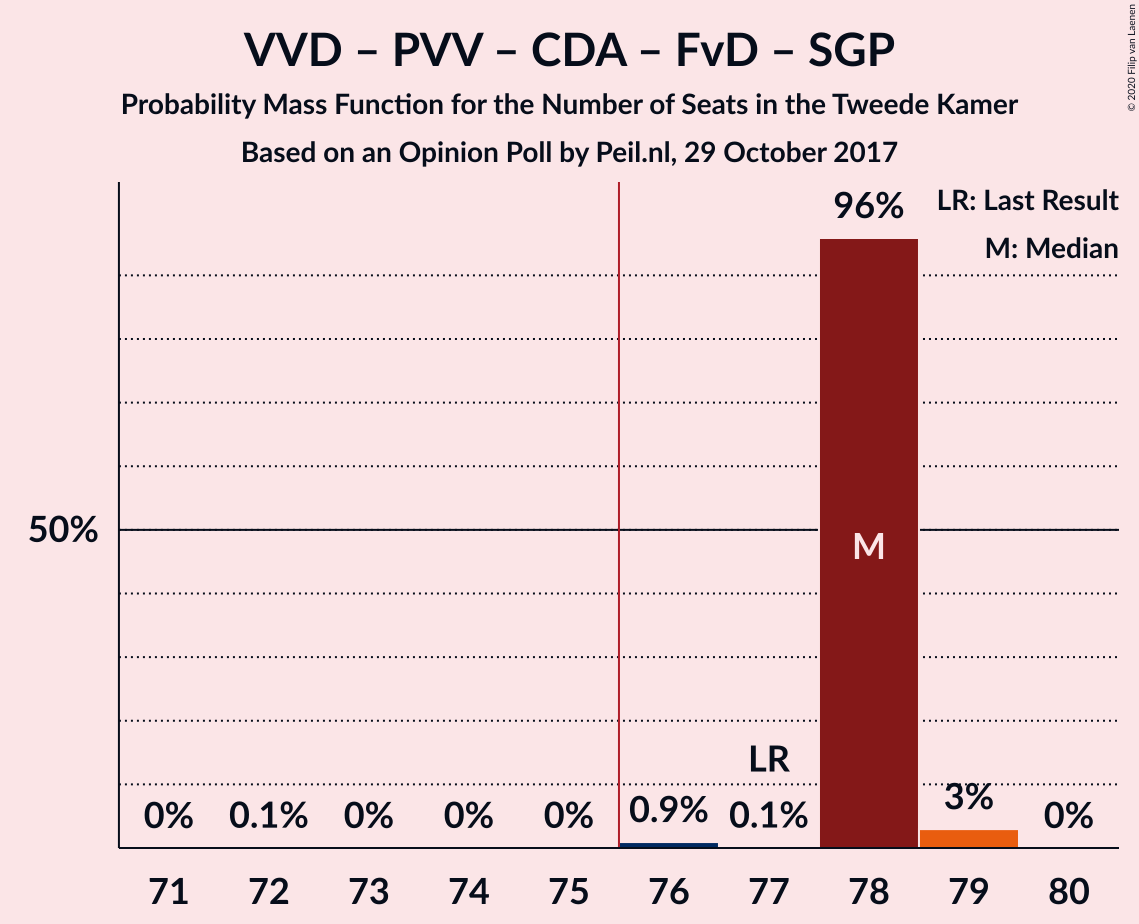 VVD – PVV – CDA – FvD – SGP
Probability Mass Function for the Number of Seats in the Tweede Kamer
Based on an Opinion Poll by Peil.nl, 29 October 2017
© 2020 Filip van Laenen
LR: Last Result
M: Median
96%
50%
M
LR
0% 0.1% 0% 0% 0% 0.9% 0.1% 3% 0%
71 72 73 74 75 76 77 78 79 80